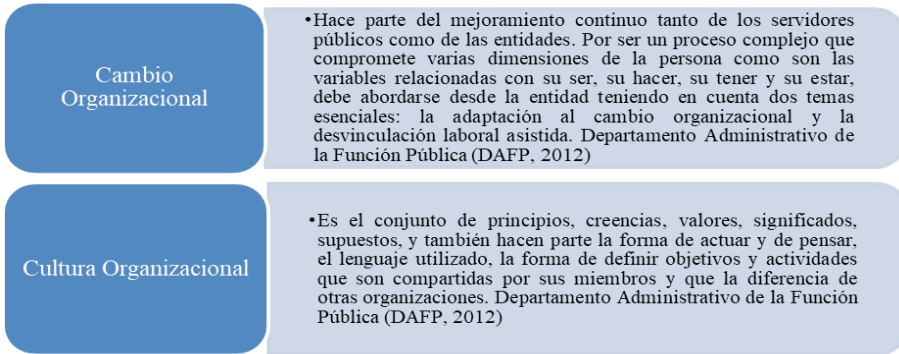 Cambio
Organizacional
•Hace parte del mejoramiento continuo tanto de los servidores
públicos como de las entidades. Por ser un proceso complejo que
compromete varias dimensiones de la persona como son las
variables relacionadas con su ser, su hacer, su tener y su estar,
debe abordarse desde la entidad teniendo en cuenta dos temas
esenciales: la adaptación al cambio organizacional y la
desvinculación laboral asistida. Departamento Administrativo de
la Función Pública (DAFP, 2012)
Cultura Organizacional
•Es el conjunto de principios, creencias, valores, significados,
supuestos, y también hacen parte la forma de actuar y de pensar,
el lenguaje utilizado, la forma de definir objetivos y actividades
que son compartidas por sus miembros y que la diferencia de
otras organizaciones. Departamento Administrativo de la Función
Pública (DAFP, 2012)